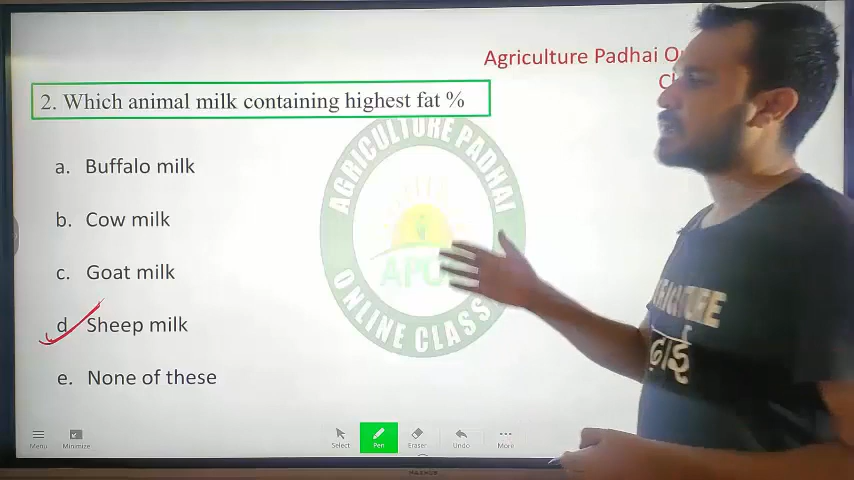 Agriculture Padhai
2. Which animal milk containing highest fat %
a. Buffalo milk
b. Cow milk
c. Goat milk
d Sheep milk
e. None of these
AGRICULTURE PADHAI
ONLINE CLASS
Menu
Minimize
Select
Pen
Eraser
Undo
More